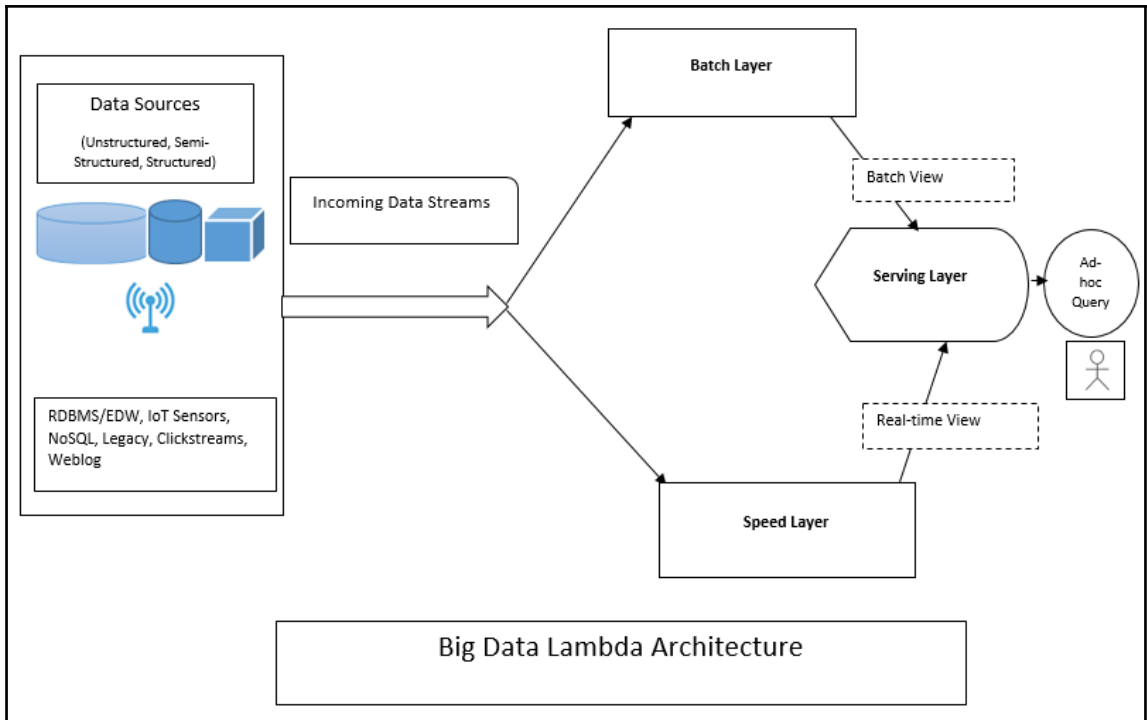 Data Sources
(Unstructured, Semi-
Structured, Structured)
RDBMS/EDW, IoT Sensors,
NoSQL, Legacy, Clickstreams,
Weblog
Incoming Data Streams
Batch Layer
Batch View
Serving Layer
Ad-
hoc
Query
Real-time View
Speed Layer
Big Data Lambda Architecture